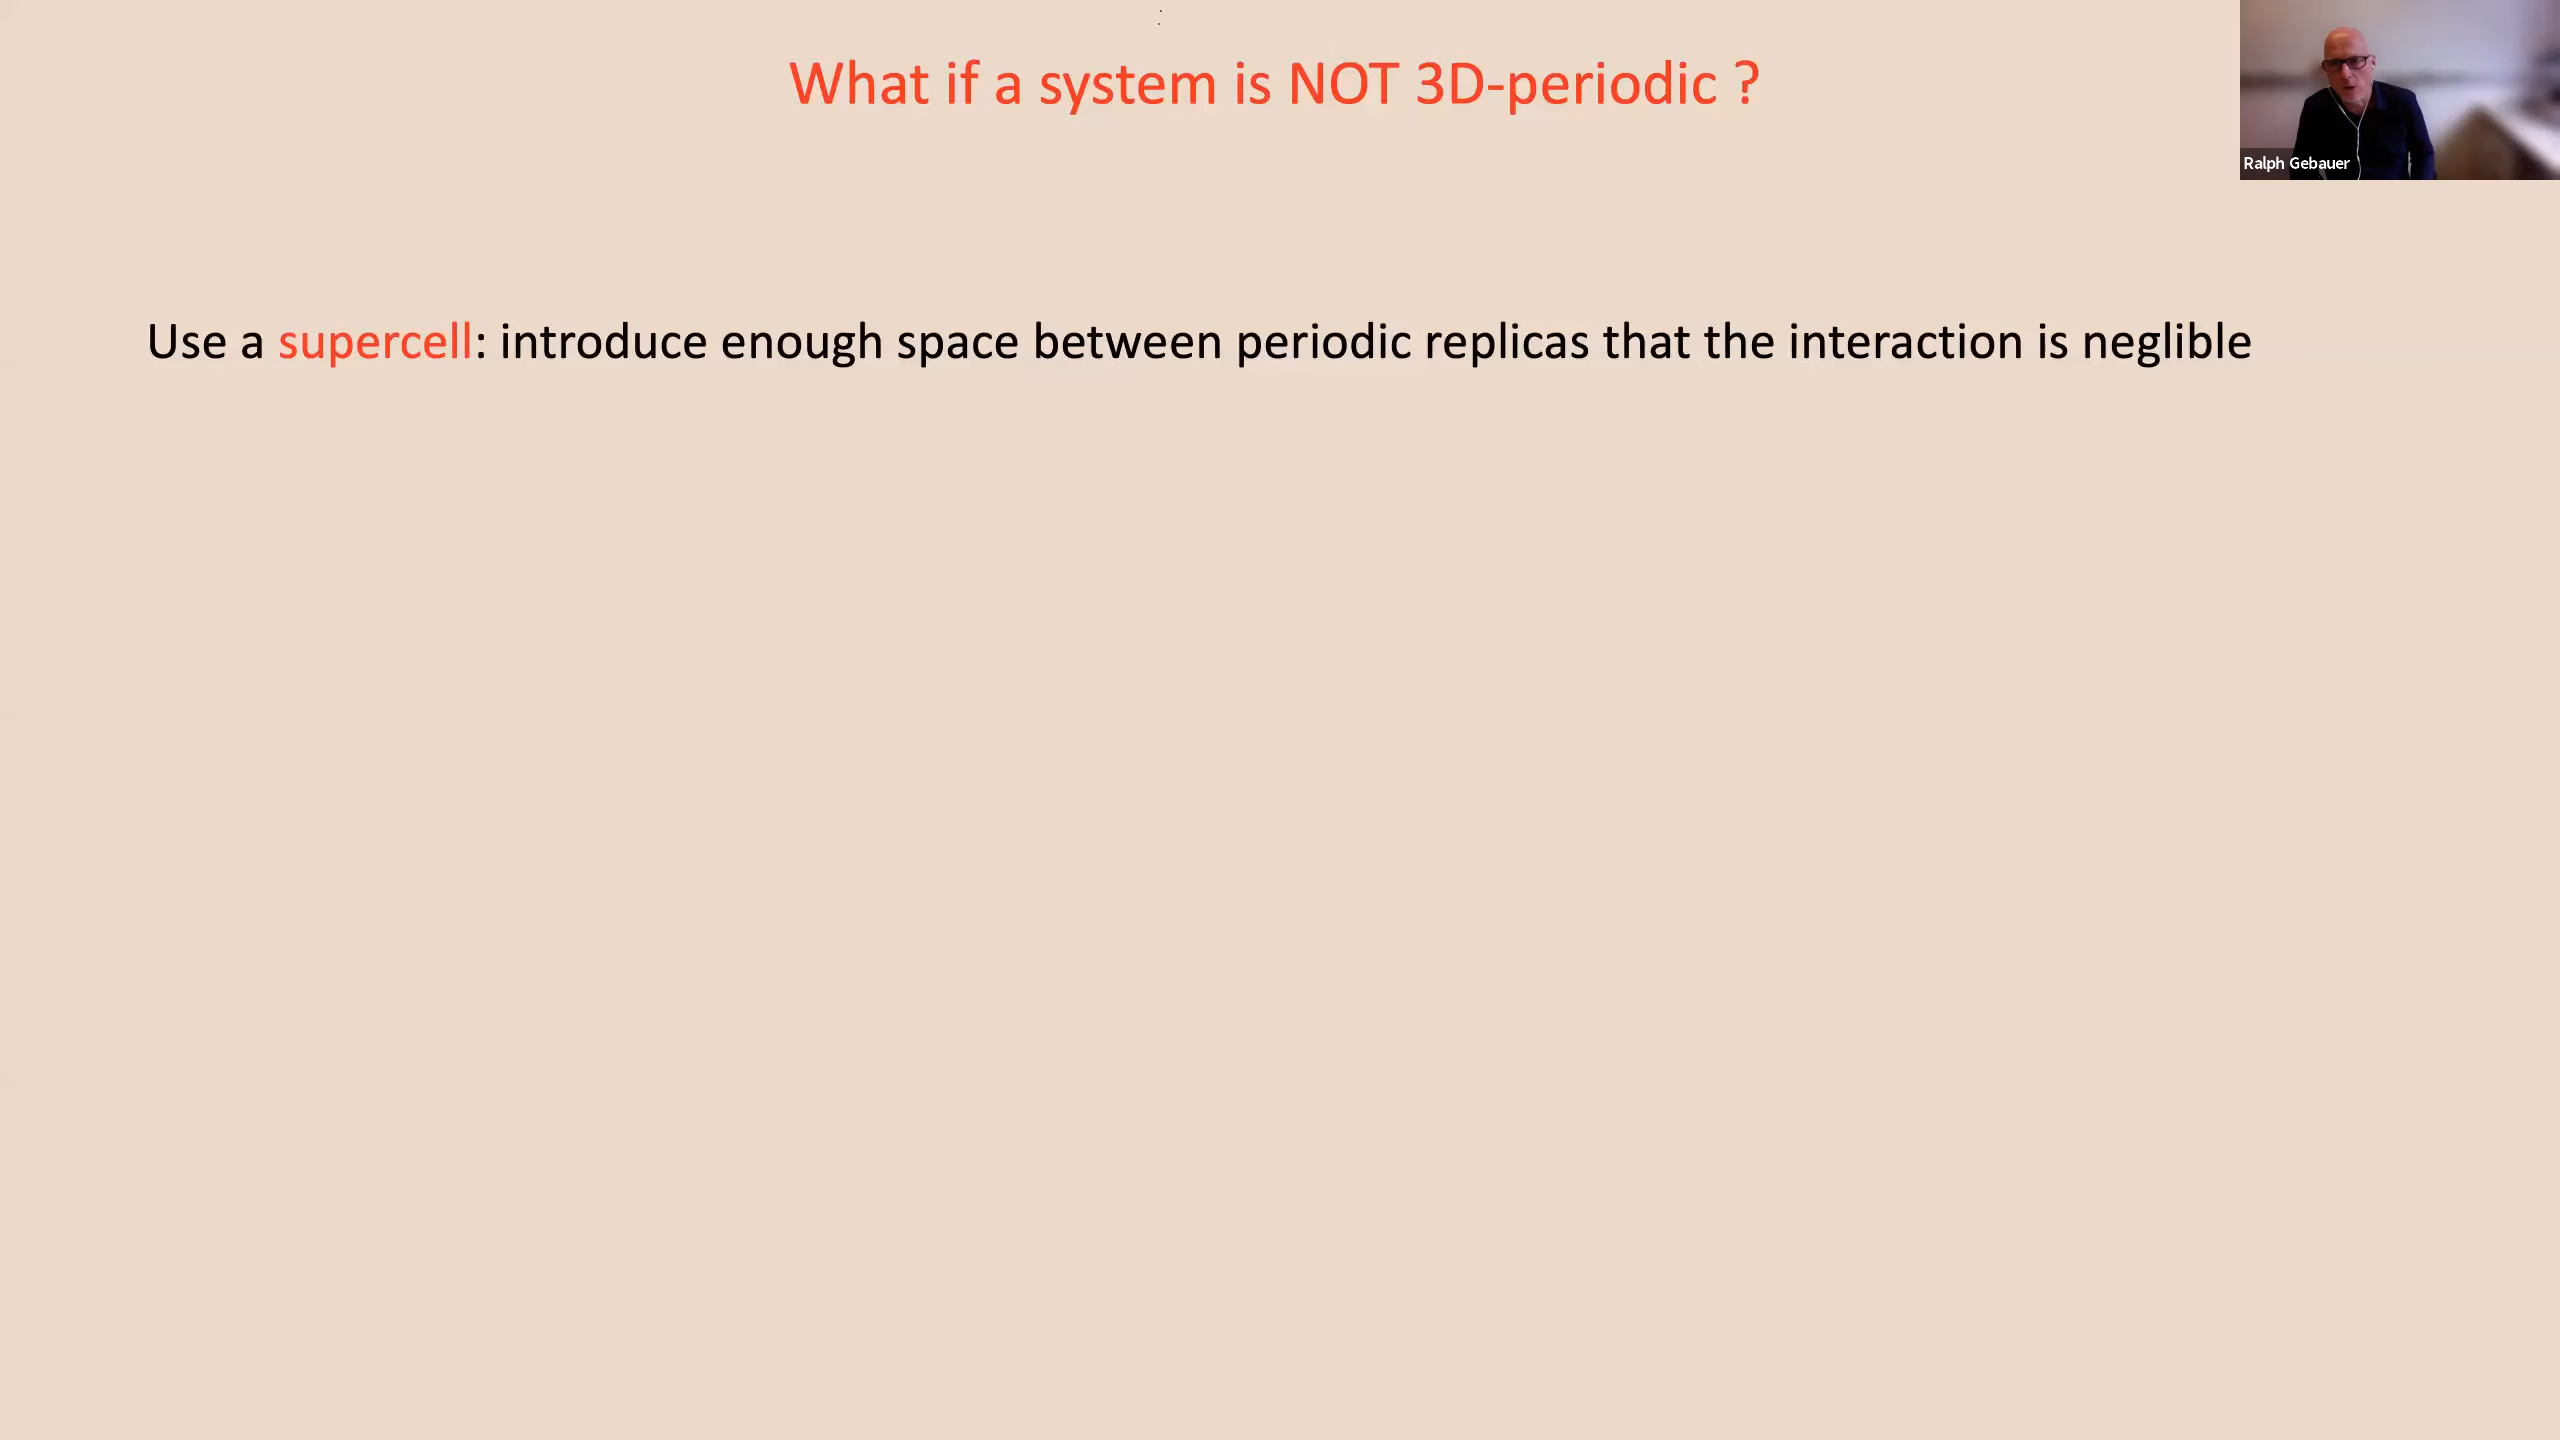 What if a system is NOT 3D-periodic ?
Ralph Gebauer
Use a supercell: introduce enough space between periodic replicas that the interaction is neglible